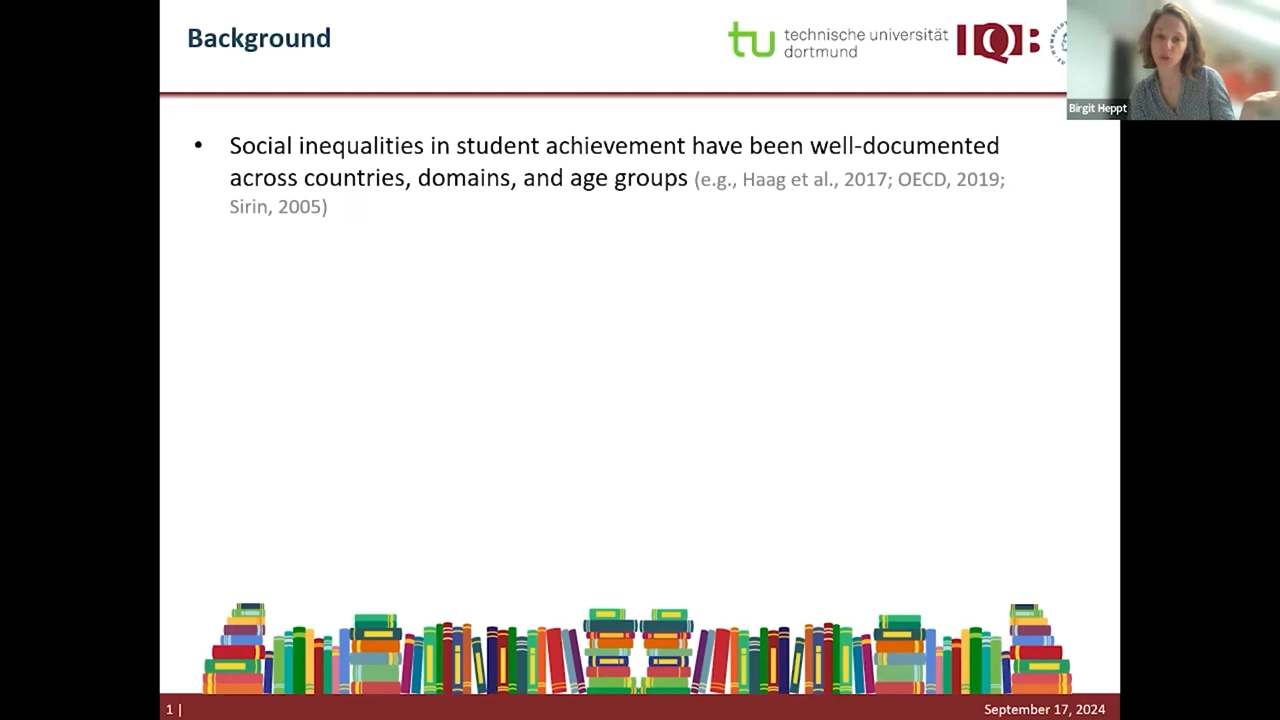 Background
tu technische universität
dortmund
IQB
Birgit Heppt
• Social inequalities in student achievement have been well-documented
across countries, domains, and age groups (e.g., Haag et al., 2017; OECD, 2019;
Sirin, 2005)
1 |
September 17, 2024